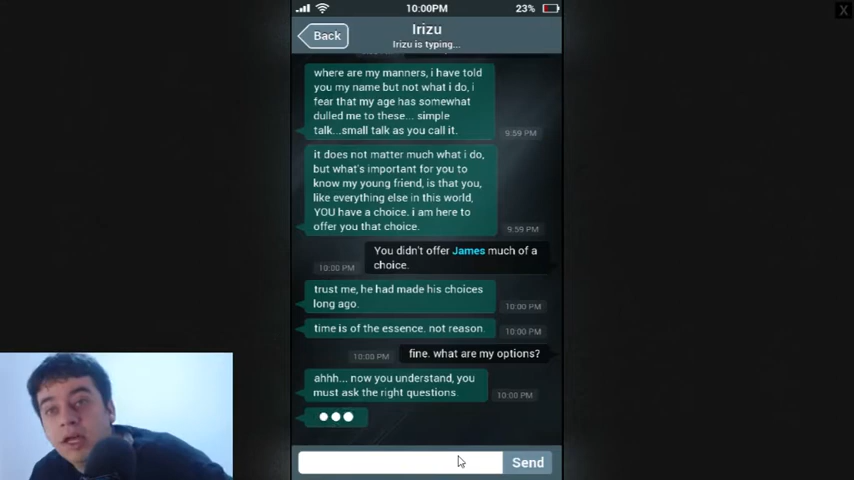 10:00PM
23%
X
Back
Irizu
Irizu is typing...
where are my manners, i have told
you my name but not what i do, i
fear that my age has somewhat
dulled me to these... simple
talk...small talk as you call it.
9:59 PM
it does not matter much what i do,
but what's important for you to
know my young friend, is that you,
like everything else in this world,
YOU have a choice. i am here to
offer you that choice.
9:59 PM
You didn't offer James much of a
choice.
10:00 PM
trust me, he had made his choices
long ago.
10:00 PM
time is of the essence. not reason.
10:00 PM
fine. what are my options?
10:00 PM
ahhh... now you understand, you
must ask the right questions.
10:00 PM
Send